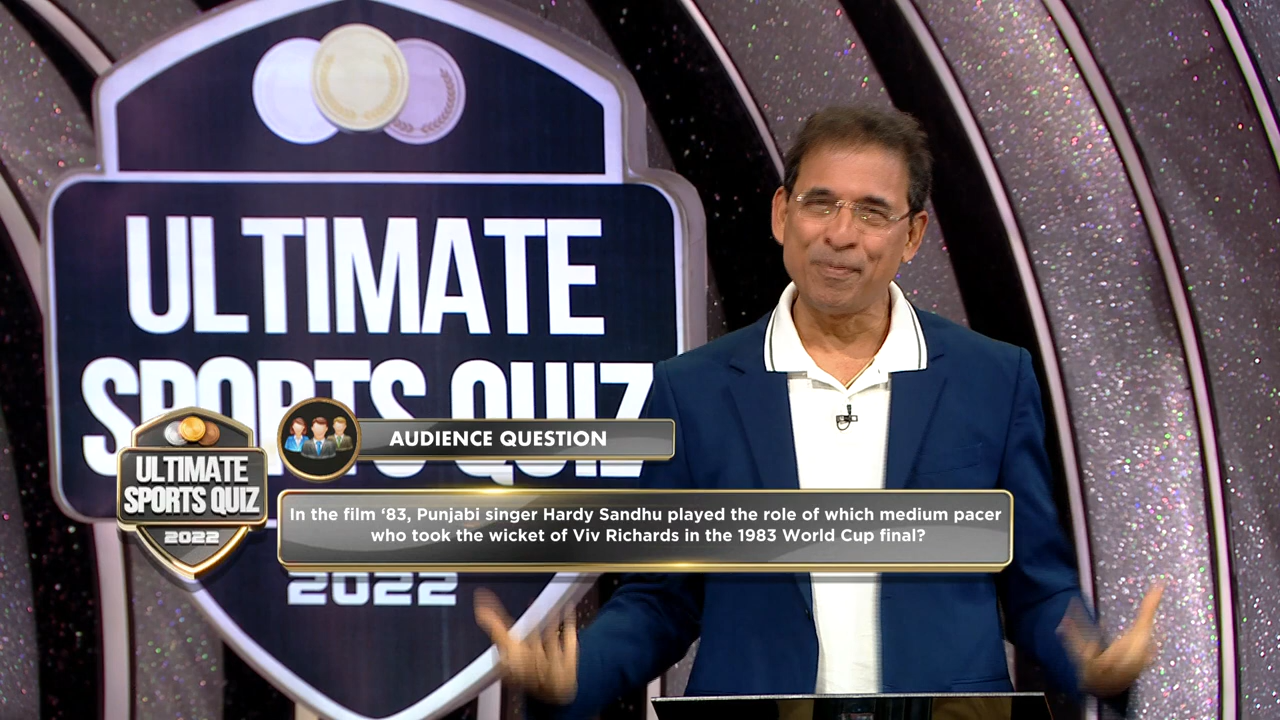 ULTIMATE
SPORTS QUIZ
AUDIENCE QUESTION
ULTIMATE
SPORTS QUIZ
2022
In the film ‘83, Punjabi singer Hardy Sandhu played the role of which medium pacer
who took the wicket of Viv Richards in the 1983 World Cup final?
2022